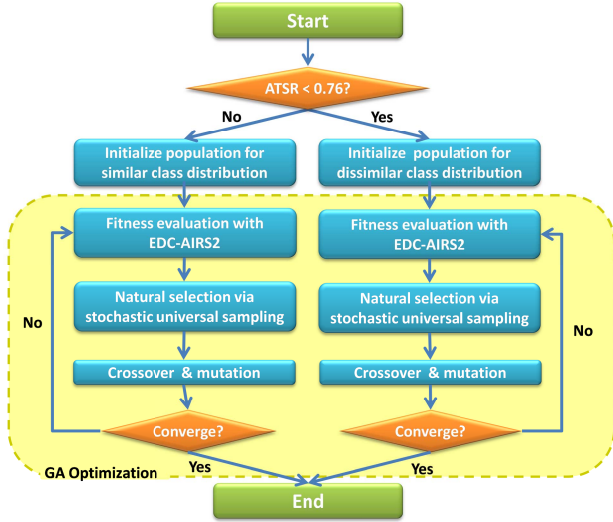 Start
ATSR < 0.76?
No
Yes
Initialize population for
similar class distribution
Initialize population for
dissimilar class distribution
Fitness evaluation with
EDC-AIRS2
Fitness evaluation with
EDC-AIRS2
Natural selection via
stochastic universal sampling
Natural selection via
stochastic universal sampling
No
No
Crossover & mutation
Crossover & mutation
Converge?
Converge?
GA Optimization
Yes
Yes
End